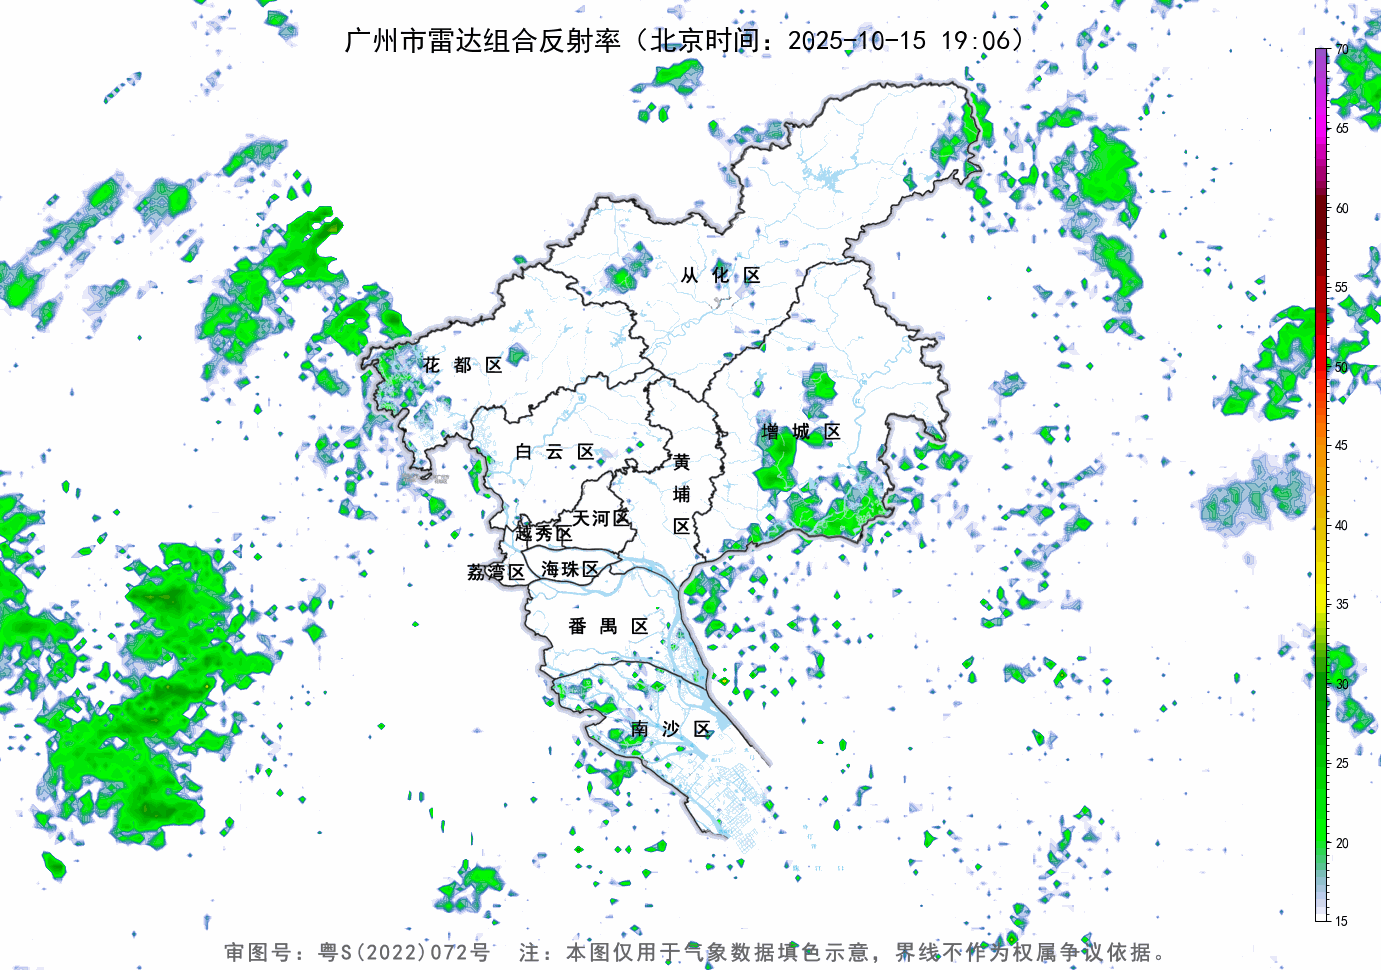 广州市雷达组合反射率（北京时间：2025-10-15 19:06）
70
65
60
55
50
45
40
35
30
25
20
15
从化区
花都区
增城区
白云区
黄埔区
天河区
越秀区
荔湾区
海珠区
番禺区
南沙区
审图号：粤S(2022)072号 注：本图仅用于气象数据填色示意，界线不作为权属争议依据。